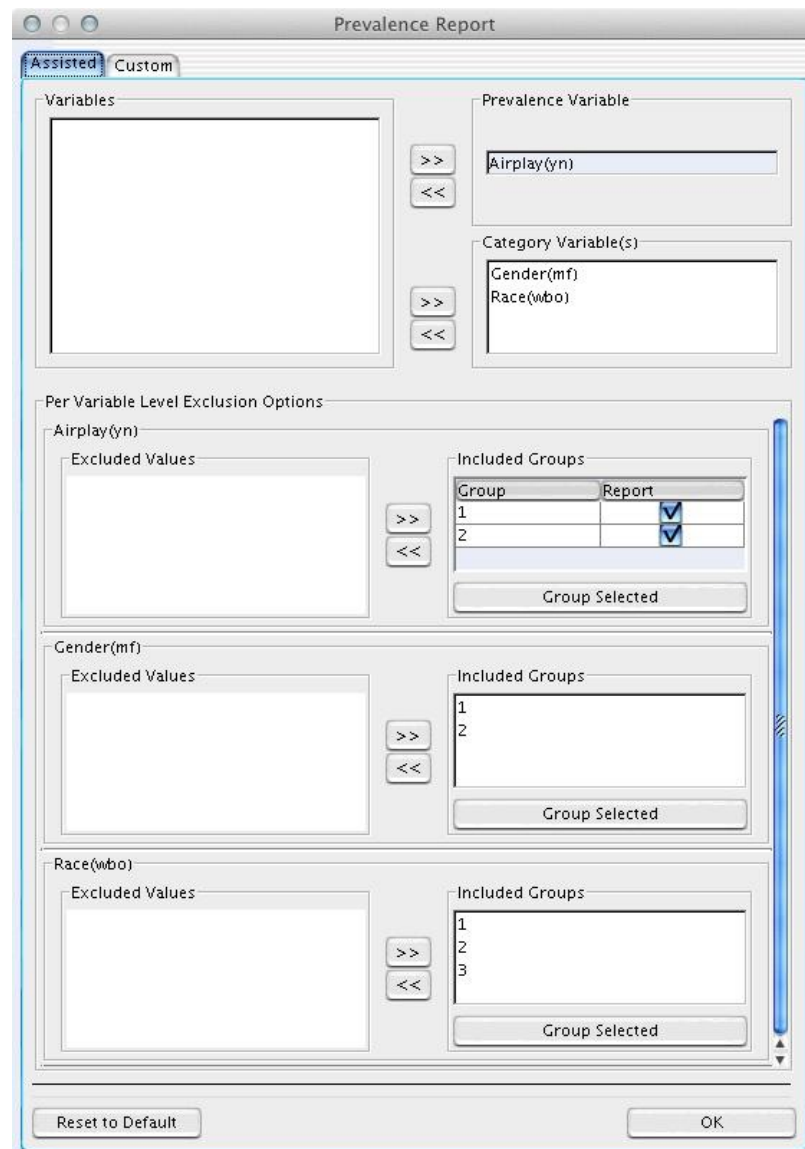 Prevalence Report
Assisted Custom
Variables
>>
<<
Prevalence Variable
Airplay(yn)
>>
<<
Category Variable(s)
Gender(mf)
Race(wbo)
Per Variable Level Exclusion Options
Airplay(yn)
Excluded Values
>>
<<
Included Groups
Group Report
1
2
Group Selected
Gender(mf)
Excluded Values
>>
<<
Included Groups
1
2
Group Selected
Race(wbo)
Excluded Values
>>
<<
Included Groups
1
2
3
Group Selected
Reset to Default OK